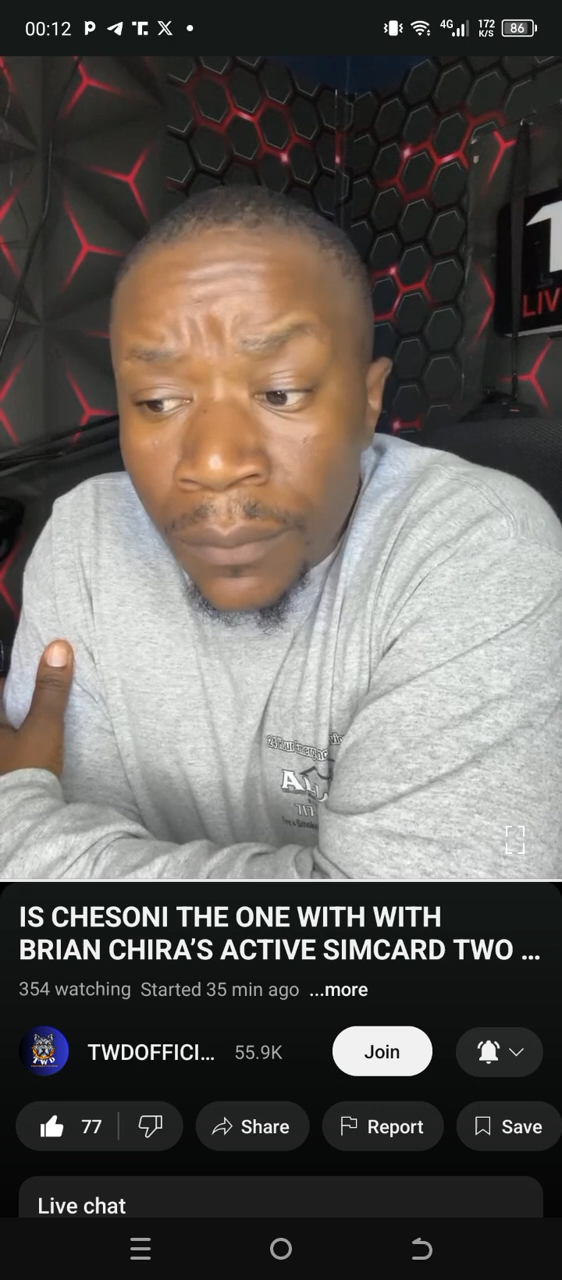 00:12
4G
172
K/S
86
LIV
IS CHESONI THE ONE WITH WITH
BRIAN CHIRA’S ACTIVE SIMCARD TWO ...
354 watching Started 35 min ago ...more
TWDOFFICI... 55.9K Join
77 Share Report Save
Live chat